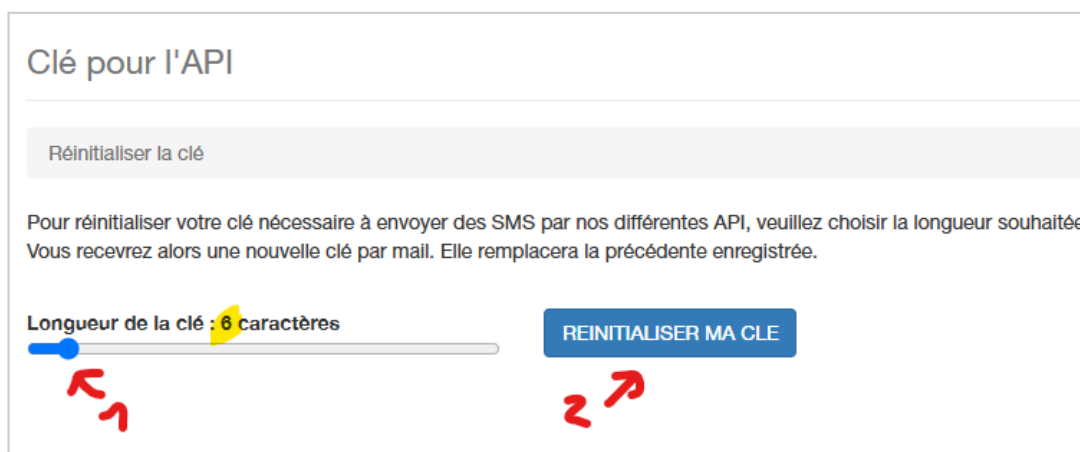 Clé pour l'API
Réinitialiser la clé
Pour réinitialiser votre clé nécessaire à envoyer des SMS par nos différentes API, veuillez choisir la longueur souhaitée
Vous recevrez alors une nouvelle clé par mail. Elle remplacera la précédente enregistrée.
Longueur de la clé : 6 caractères
REINITIALISER MA CLE
1
2